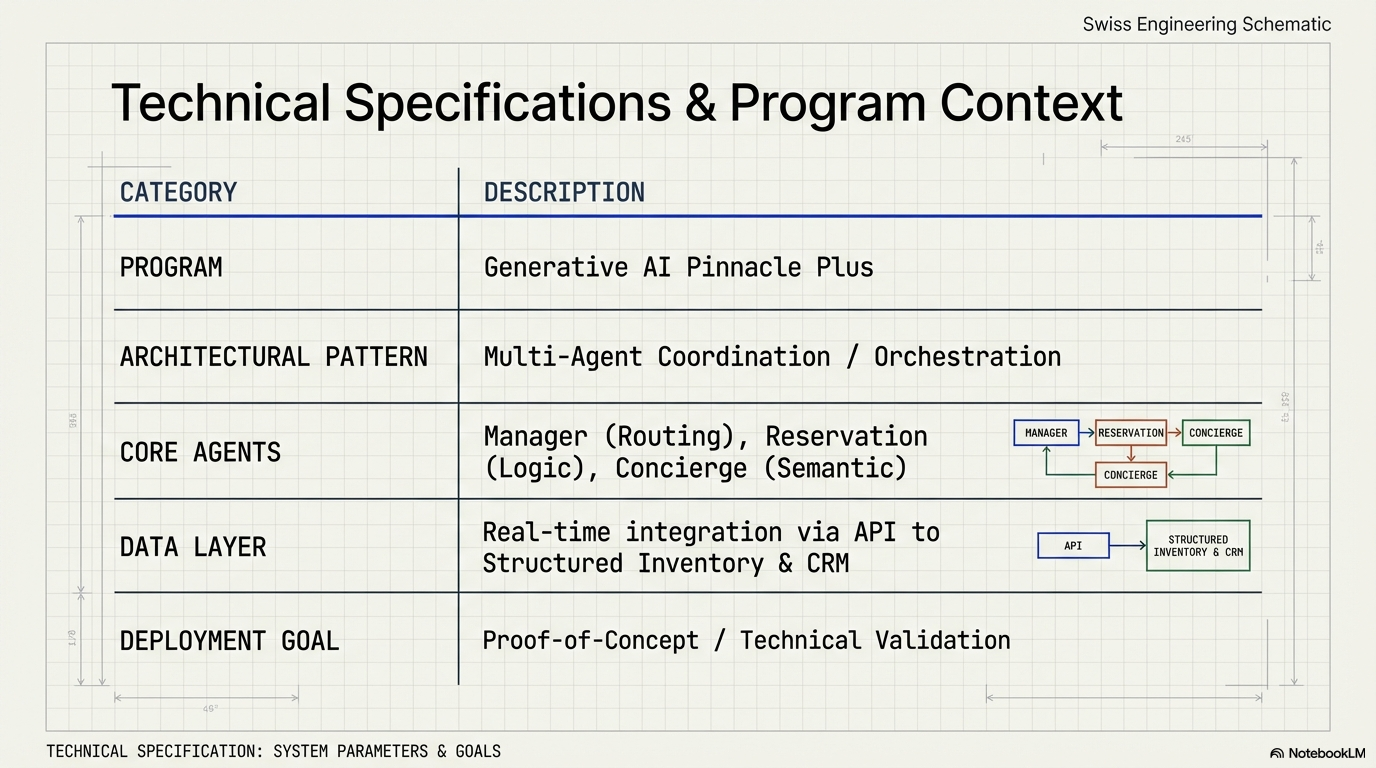 Swiss Engineering Schematic
Technical Specifications & Program Context
CATEGORY
DESCRIPTION
PROGRAM
Generative AI Pinnacle Plus
ARCHITECTURAL PATTERN
Multi-Agent Coordination / Orchestration
CORE AGENTS
Manager (Routing), Reservation
(Logic), Concierge (Semantic)
MANAGER
RESERVATION
CONCIERGE
CONCIERGE
DATA LAYER
Real-time integration via API to
Structured Inventory & CRM
API
STRUCTURED
INVENTORY & CRM
DEPLOYMENT GOAL
Proof-of-Concept / Technical Validation
TECHNICAL SPECIFICATION: SYSTEM PARAMETERS & GOALS
NotebookLM